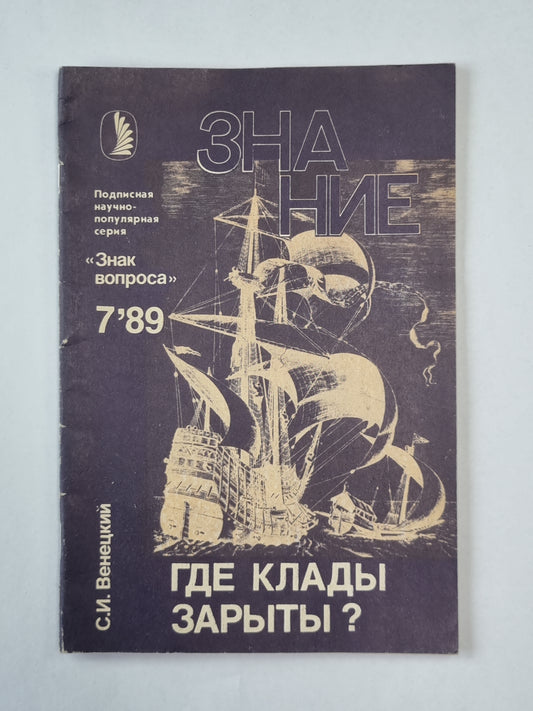 ЗНА
НИЕ
Подписная
научно-
популярная
серия
«Знак
вопроса»
7'89
С.И. Венецкий
ГДЕ КЛАДЫ
ЗАРЫТЫ?